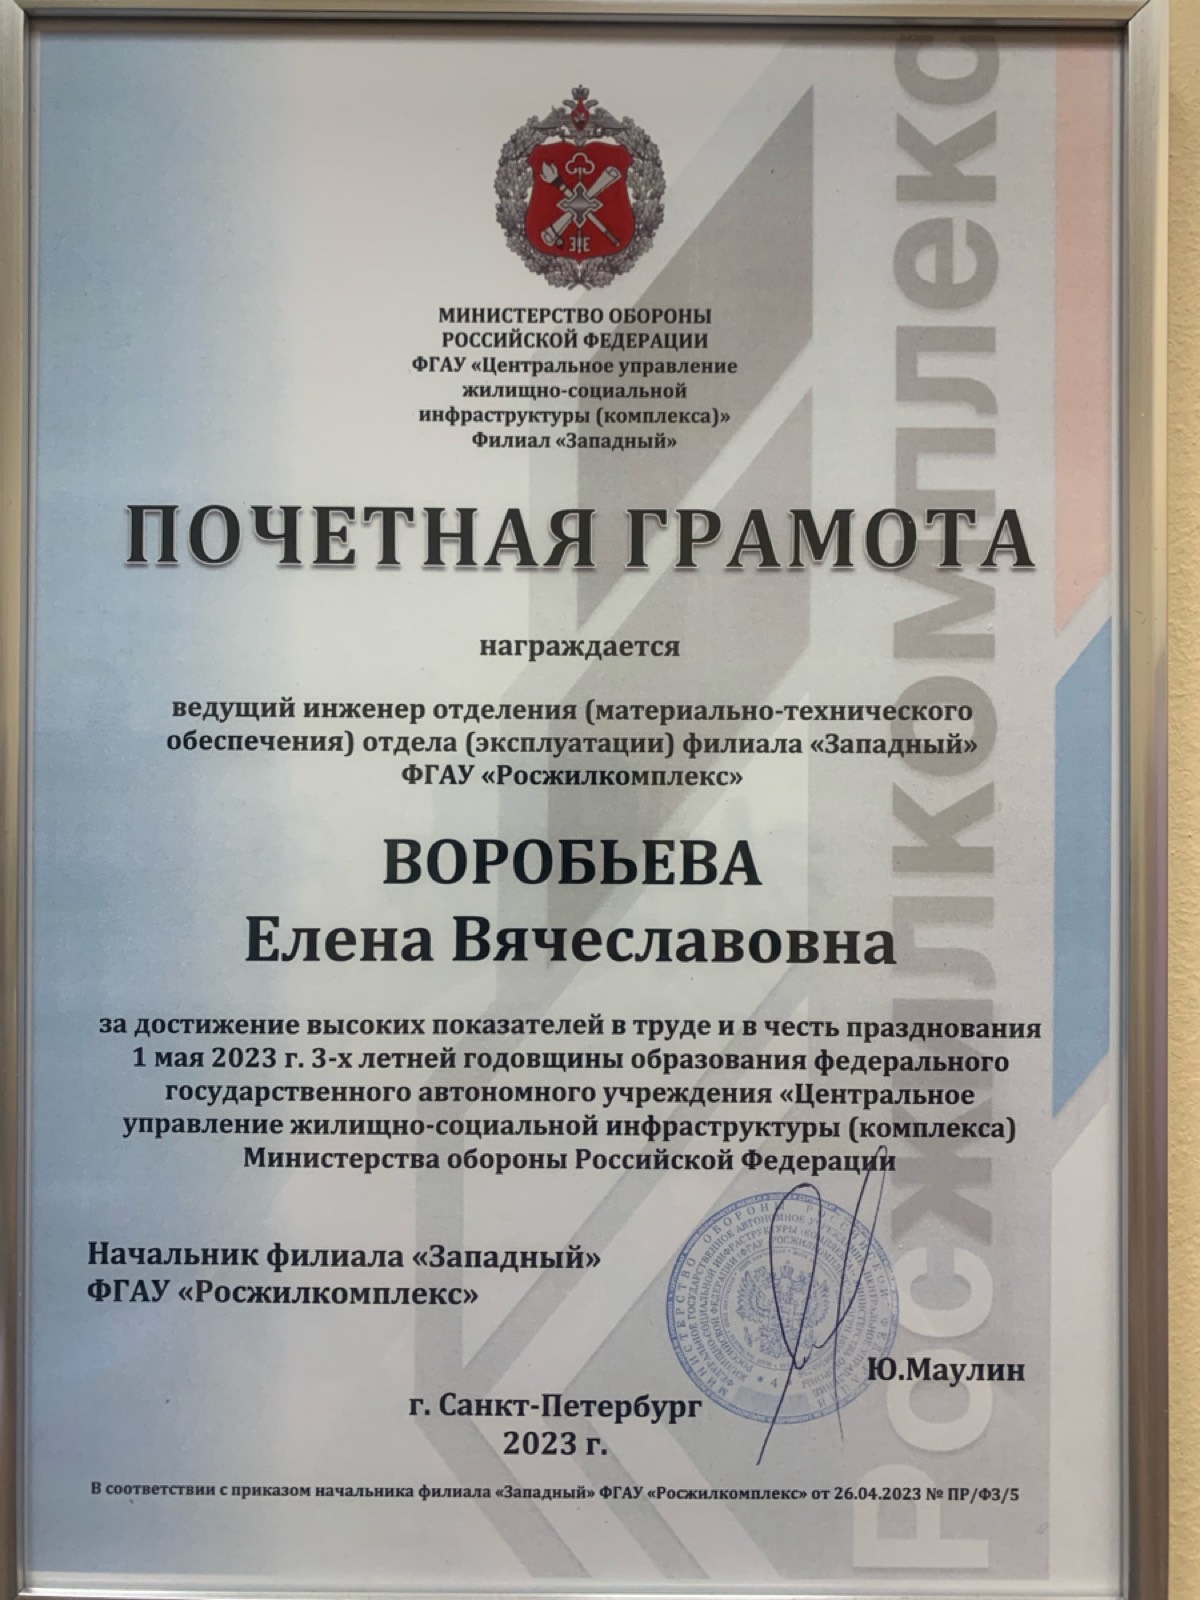 МИНИСТЕРСТВО ОБОРОНЫ
РОССИЙСКОЙ ФЕДЕРАЦИИ
ФГАУ «Центральное управление
жилищно-социальной
инфраструктуры (комплекса)»
Филиал «Западный»
ПОЧЕТНАЯ ГРАМОТА
награждается
ведущий инженер отделения (материально-технического
обеспечения) отдела (эксплуатации) филиала «Западный»
ФГАУ «Росжилкомплекс»
ВОРОБЬЕВА
Елена Вячеславовна
за достижение высоких показателей в труде и в честь празднования
1 мая 2023 г. 3-х летней годовщины образования федерального
государственного автономного учреждения «Центральное
управление жилищно-социальной инфраструктуры (комплекса)
Министерства обороны Российской Федерации
Начальник филиала «Западный»
ФГАУ «Росжилкомплекс»
Ю.Маулин
г. Санкт-Петербург
2023 г.
В соответствии с приказом начальника филиала «Западный» ФГАУ «Росжилкомплекс» от 26.04.2023 № ПР/ФЗ/5
Росжилкомплекс
МИНИСТЕРСТВО ОБОРОНЫ РОССИЙСКОЙ ФЕДЕРАЦИИ